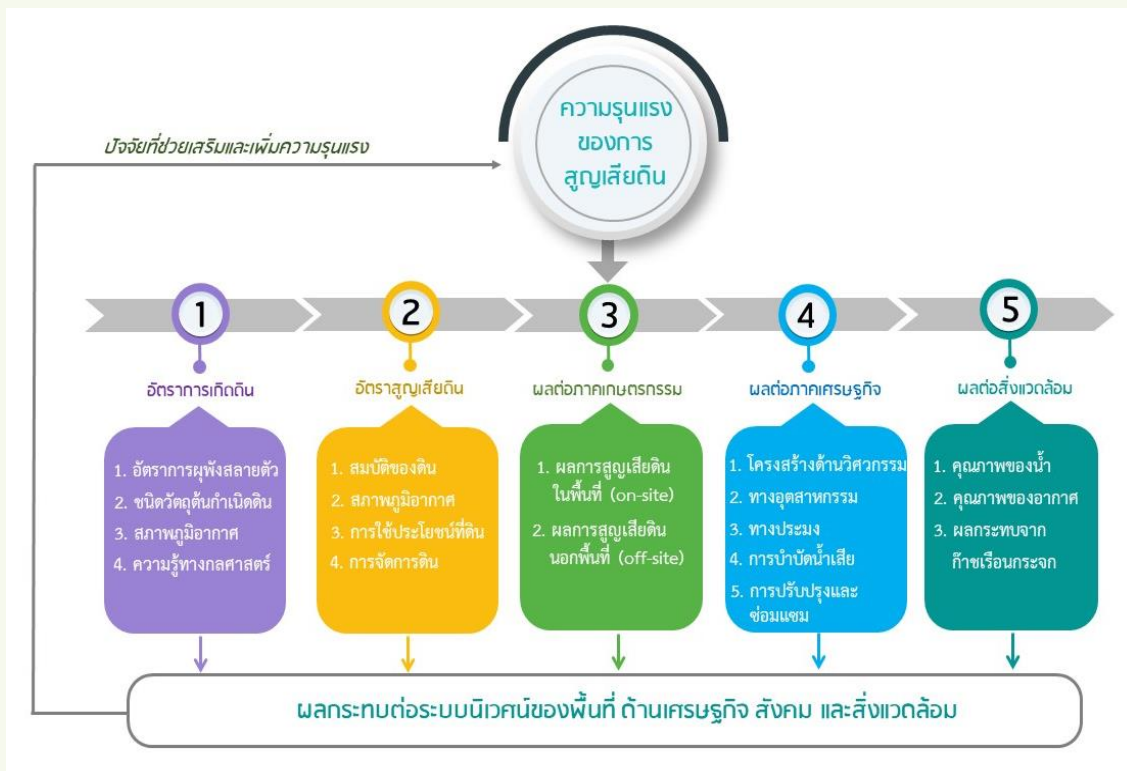 ความรุนแรง
ของการ
สูญเสียดิน
ปัจจัยที่ช่วยเสริมและเพิ่มความรุนแรง
1
2
3
4
5
อัตราการเกิดดิน
อัตราสูญเสียดิน
ผลต่อภาคเกษตรกรรม
ผลต่อภาคเศรษฐกิจ
ผลต่อสิ่งแวดล้อม
1. อัตราการผุพังสลายตัว
2. ชนิดวัตถุต้นกำเนิดดิน
3. สภาพภูมิอากาศ
4. ความรู้ทางกลศาสตร์
1. สมบัติของดิน
2. สภาพภูมิอากาศ
3. การใช้ประโยชน์ที่ดิน
4. การจัดการดิน
1. ผลการสูญเสียดิน
ในพื้นที่ (on-site)
2. ผลการสูญเสียดิน
นอกพื้นที่ (off-site)
1. โครงสร้างด้านวิศวกรรม
2. ทางอุตสาหกรรม
3. ทางประมง
4. การบำบัดน้ำเสีย
5. การปรับปรุงและ
ซ่อมแซม
1. คุณภาพของน้ำ
2. คุณภาพของอากาศ
3. ผลกระทบจาก
ก๊าซเรือนกระจก
ผลกระทบต่อระบบนิเวศน์ของพื้นที่ ด้านเศรษฐกิจ สังคม และสิ่งแวดล้อม